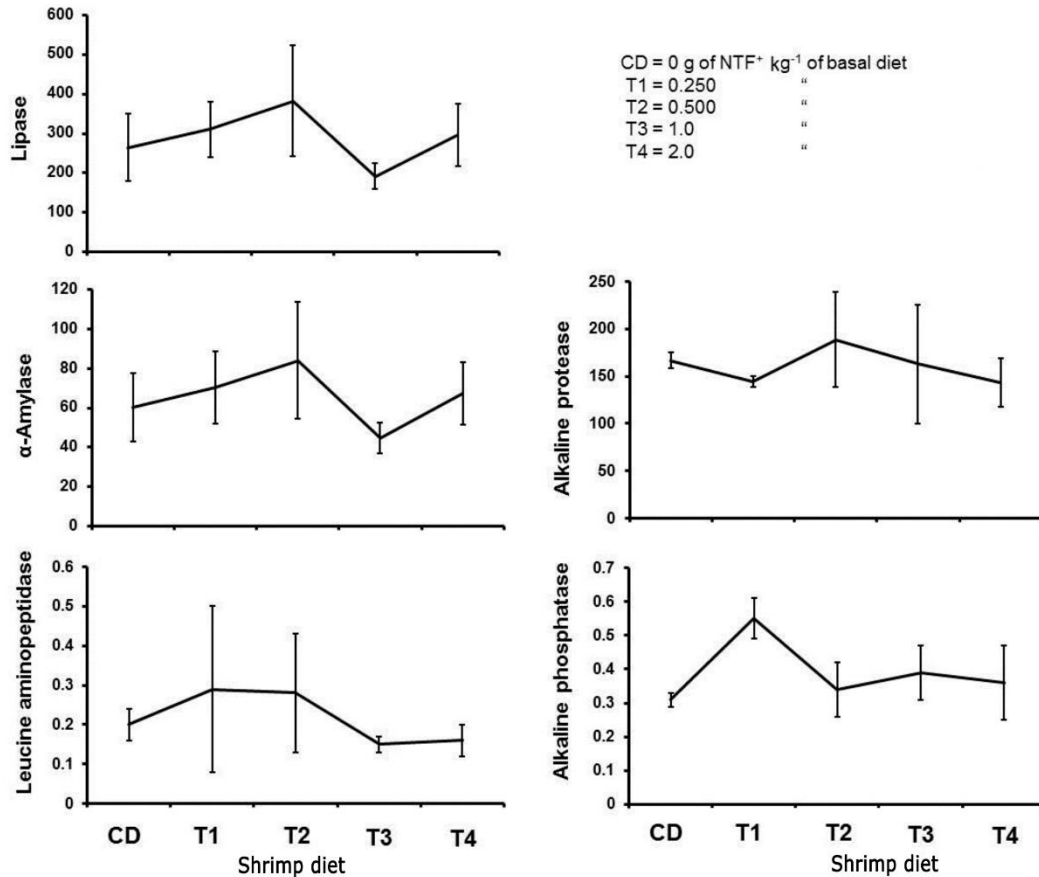 Lipase
600
500
400
300
200
100
0
CD = 0 g of NTF⁺ kg⁻¹ of basal diet
T1 = 0.250 “
T2 = 0.500 “
T3 = 1.0 “
T4 = 2.0 “
α-Amylase
120
100
80
60
40
20
0
Alkaline protease
250
200
150
100
50
0
Leucine aminopeptidase
0.6
0.5
0.4
0.3
0.2
0.1
0
CD T1 T2 T3 T4
Shrimp diet
Alkaline phosphatase
0.7
0.6
0.5
0.4
0.3
0.2
0.1
0
CD T1 T2 T3 T4
Shrimp diet